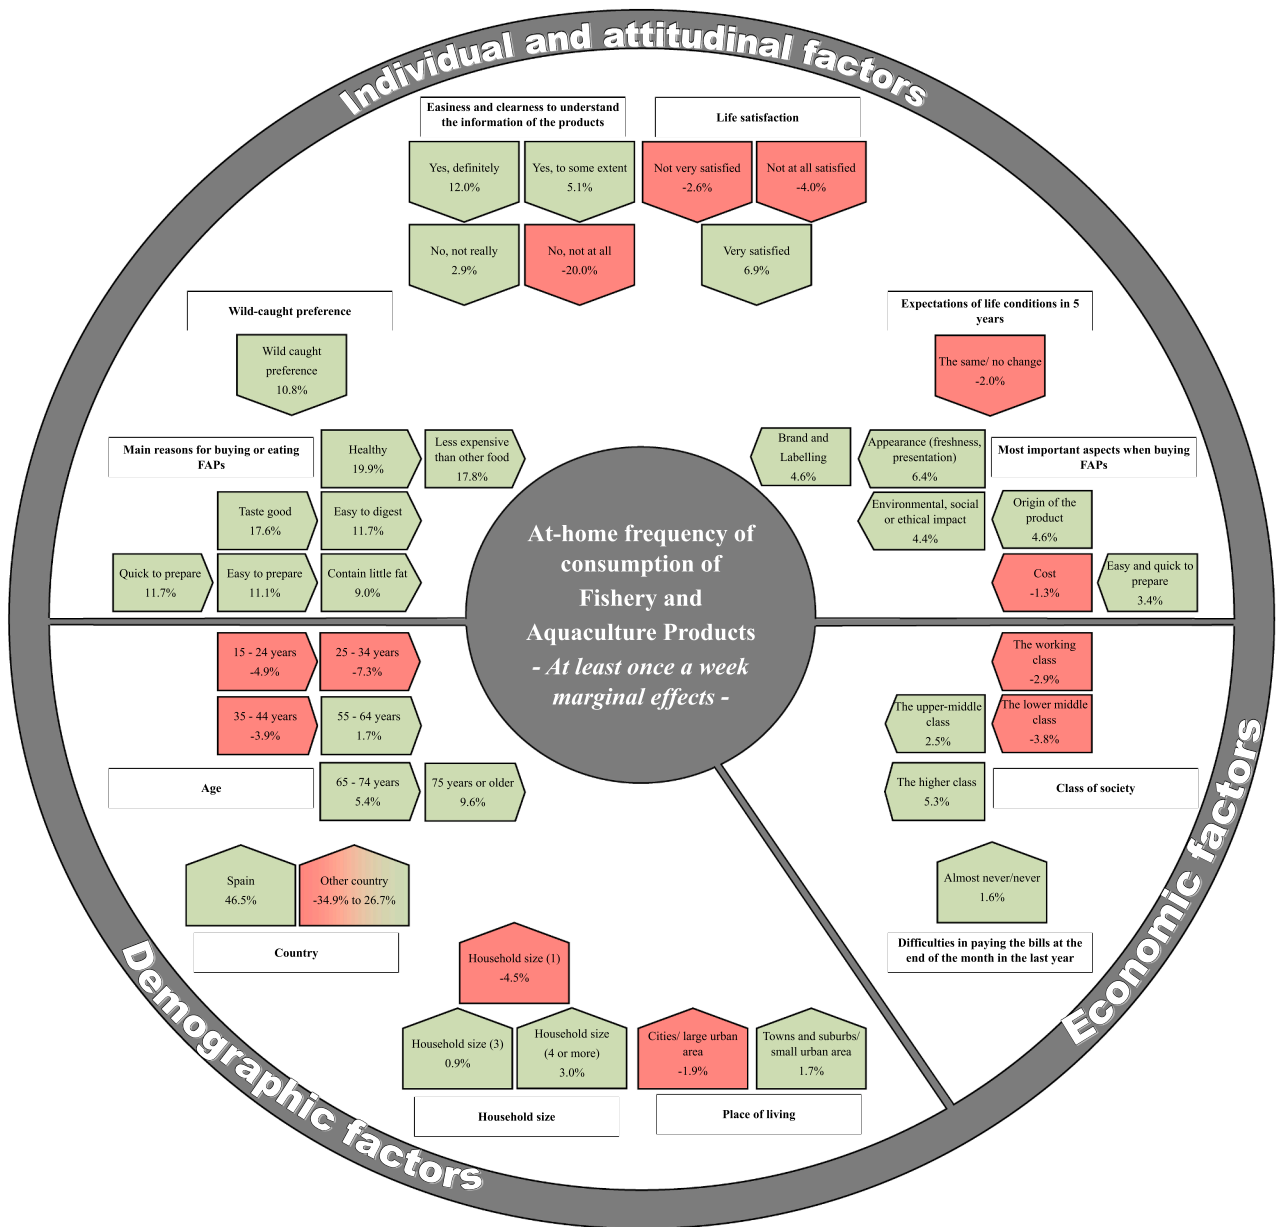 Individual and attitudinal factors
Easiness and clearness to understand
the information of the products
Yes, definitely
12.0%
Yes, to some extent
5.1%
No, not really
2.9%
No, not at all
-20.0%
Life satisfaction
Not very satisfied
-2.6%
Not at all satisfied
-4.0%
Very satisfied
6.9%
Wild-caught preference
Wild caught
preference
10.8%
Expectations of life conditions in 5
years
The same/ no change
-2.0%
Main reasons for buying or eating
FAPs
Healthy
19.9%
Less expensive
than other food
17.8%
Taste good
17.6%
Easy to digest
11.7%
Quick to prepare
11.7%
Easy to prepare
11.1%
Contain little fat
9.0%
Brand and
Labelling
4.6%
Appearance (freshness,
presentation)
6.4%
Most important aspects when buying
FAPs
Environmental, social
or ethical impact
4.4%
Origin of the
product
4.6%
Cost
-1.3%
Easy and quick to
prepare
3.4%
At-home frequency of
consumption of
Fishery and
Aquaculture Products
- At least once a week
marginal effects -
15 - 24 years
-4.9%
25 - 34 years
-7.3%
35 - 44 years
-3.9%
55 - 64 years
1.7%
Age
65 - 74 years
5.4%
75 years or older
9.6%
The working
class
-2.9%
The upper-middle
class
2.5%
The lower middle
class
-3.8%
The higher class
5.3%
Class of society
Spain
46.5%
Other country
-34.9% to 26.7%
Country
Almost never/never
1.6%
Difficulties in paying the bills at the
end of the month in the last year
Household size (1)
-4.5%
Household size (3)
0.9%
Household size
(4 or more)
3.0%
Household size
Cities/ large urban
area
-1.9%
Towns and suburbs/
small urban area
1.7%
Place of living
Demographic factors
Economic factors